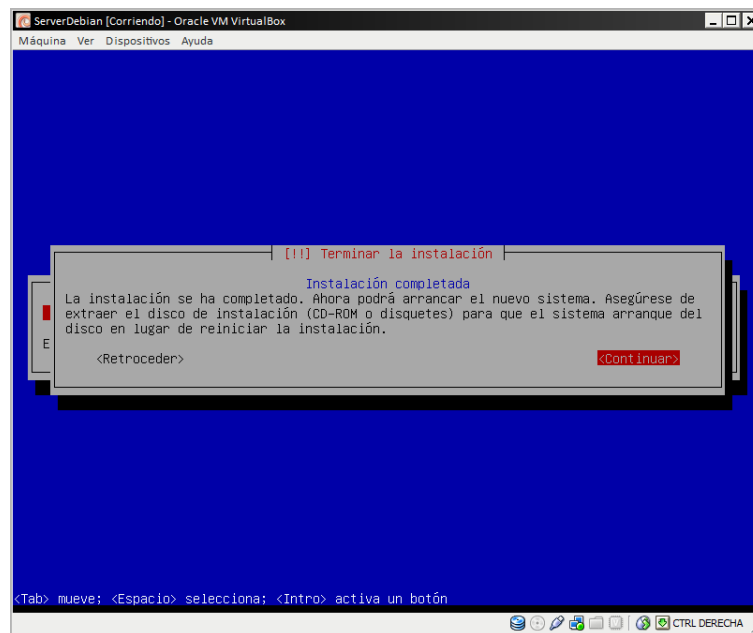 ServerDebian [Corriendo] - Oracle VM VirtualBox
Máquina Ver Dispositivos Ayuda
[!!] Terminar la instalación
Instalación completada
La instalación se ha completado. Ahora podrá arrancar el nuevo sistema. Asegúrese de
extraer el disco de instalación (CD-ROM o disquetes) para que el sistema arranque del
disco en lugar de reiniciar la instalación.
E
<Retroceder> <Continuar>
<Tab> mueve; <Espacio> selecciona; <Intro> activa un botón
CTRL DERECHA